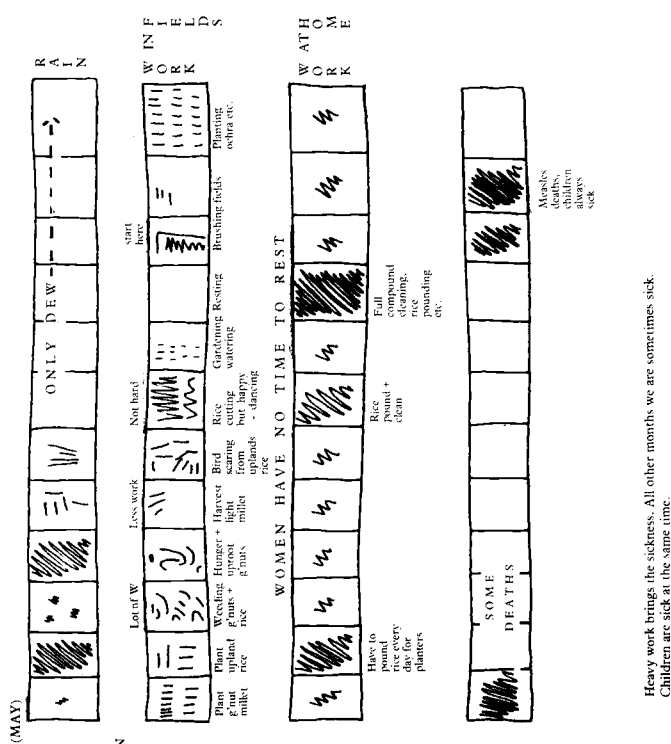 (MAY)
ONLY DEW
RAIN
N
Lot of W
Less work
Not hard
start
here
Plant
g'nut
millet
Plant
upland
rice
Weeding
g'nuts +
rice
Hunger +
uproot
g'nuts
Harvest
light
millet
Bird
scaring
from
uplands
rice
Rice
cutting
but happy
- dancing
Gardening
watering
Resting
Brushing fields
Planting
ochra etc.
WORK
IN FIELDS
WOMEN HAVE NO TIME TO REST
Have to
pound
rice every
day for
planters
Rice
pound +
clean
Full
compound
cleaning,
rice
pounding
etc.
WORK
AT HOME
SOME
DEATHS
Measles
deaths,
children
always
sick
Heavy work brings the sickness. All other months we are sometimes sick.
Children are sick at the same time.